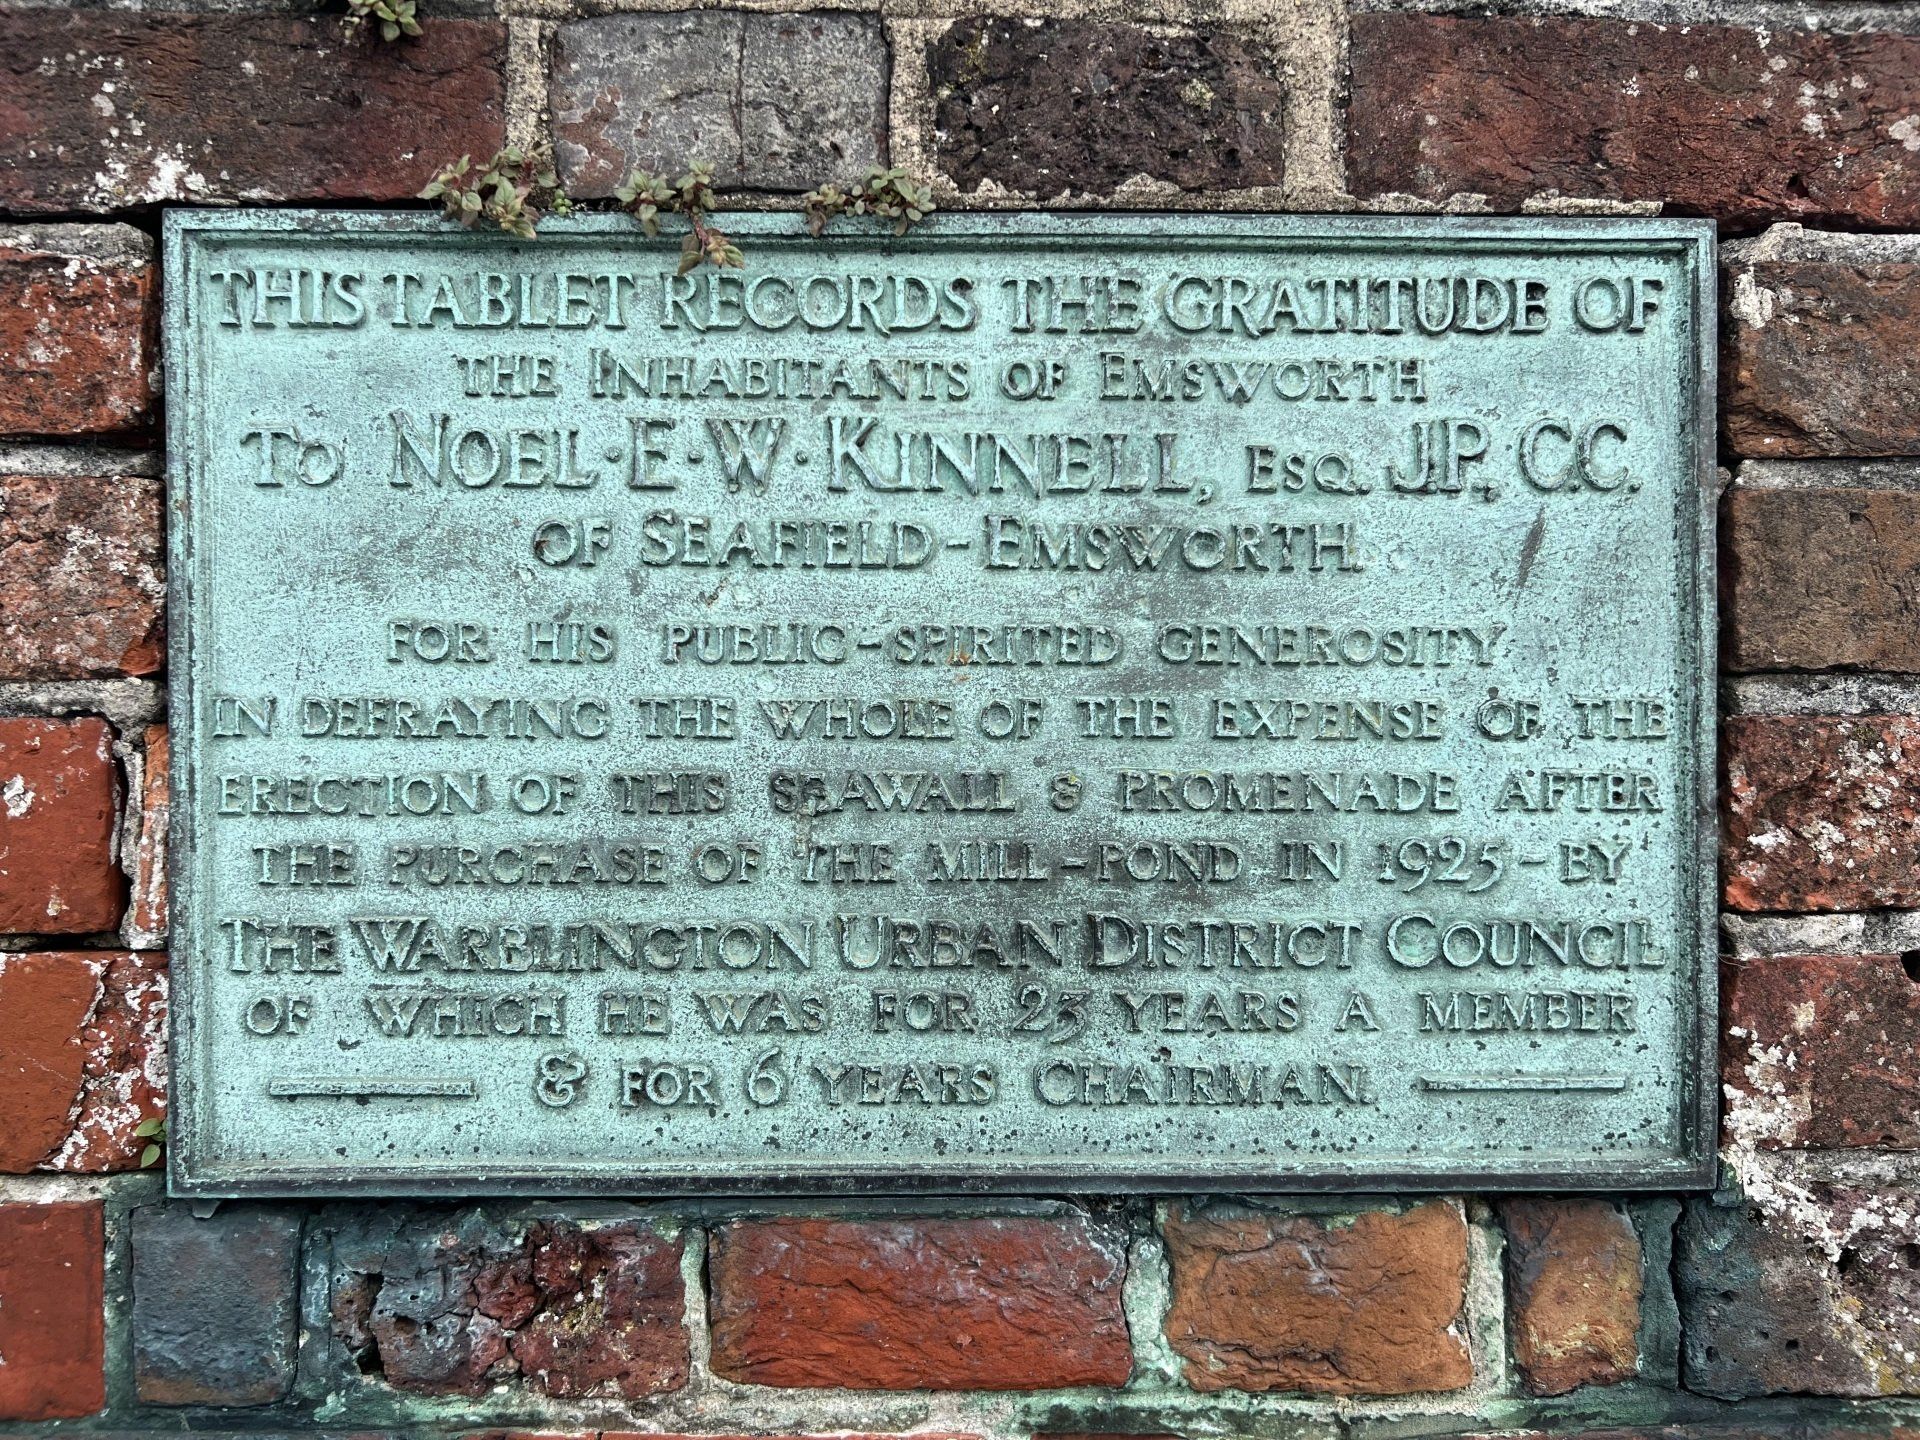 THIS TABLET RECORDS THE GRATITUDE OF
THE INHABITANTS OF EMSWORTH
TO NOEL·E·W·KINNELL, ESQ. J.P., C.C.
OF SEAFIELD-EMSWORTH.
FOR HIS PUBLIC-SPIRITED GENEROSITY
IN DEFRAYING THE WHOLE OF THE EXPENSE OF THE
ERECTION OF THIS SEAWALL & PROMENADE AFTER
THE PURCHASE OF THE MILL-POND IN 1925-BY
THE WARBLINGTON URBAN DISTRICT COUNCIL
OF WHICH HE WAS FOR 23 YEARS A MEMBER
& FOR 6 YEARS CHAIRMAN.